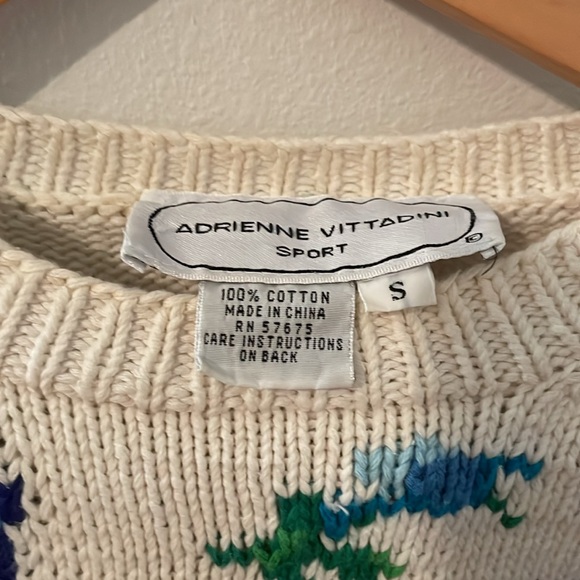 ADRIENNE VITTADINI
SPORT
©
S
100% COTTON
MADE IN CHINA
RN 57675
CARE INSTRUCTIONS
ON BACK